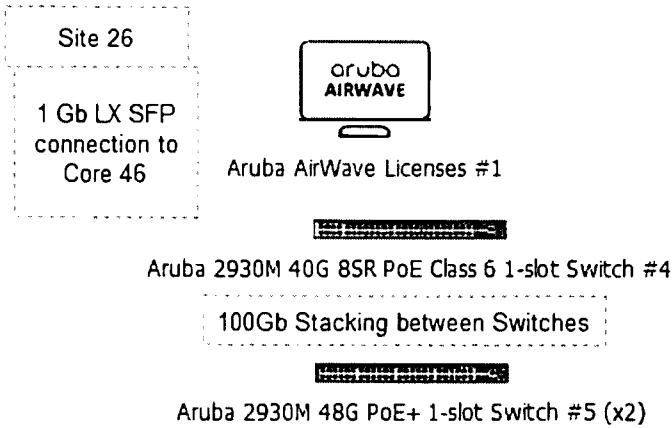 Site 26
1 Gb LX SFP
connection to
Core 46
aruba
AIRWAVE
Aruba AirWave Licenses #1
Aruba 2930M 40G 8SR PoE Class 6 1-slot Switch #4
100Gb Stacking between Switches
Aruba 2930M 48G PoE+ 1-slot Switch #5 (x2)